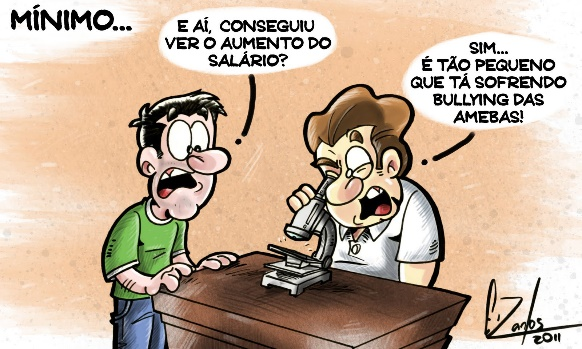 MÍNIMO...
E AÍ, CONSEGUIU
VER O AUMENTO DO
SALÁRIO?
SIM...
É TÃO PEQUENO
QUE TÁ SOFRENDO
BULLYING DAS
AMEBAS!
2011